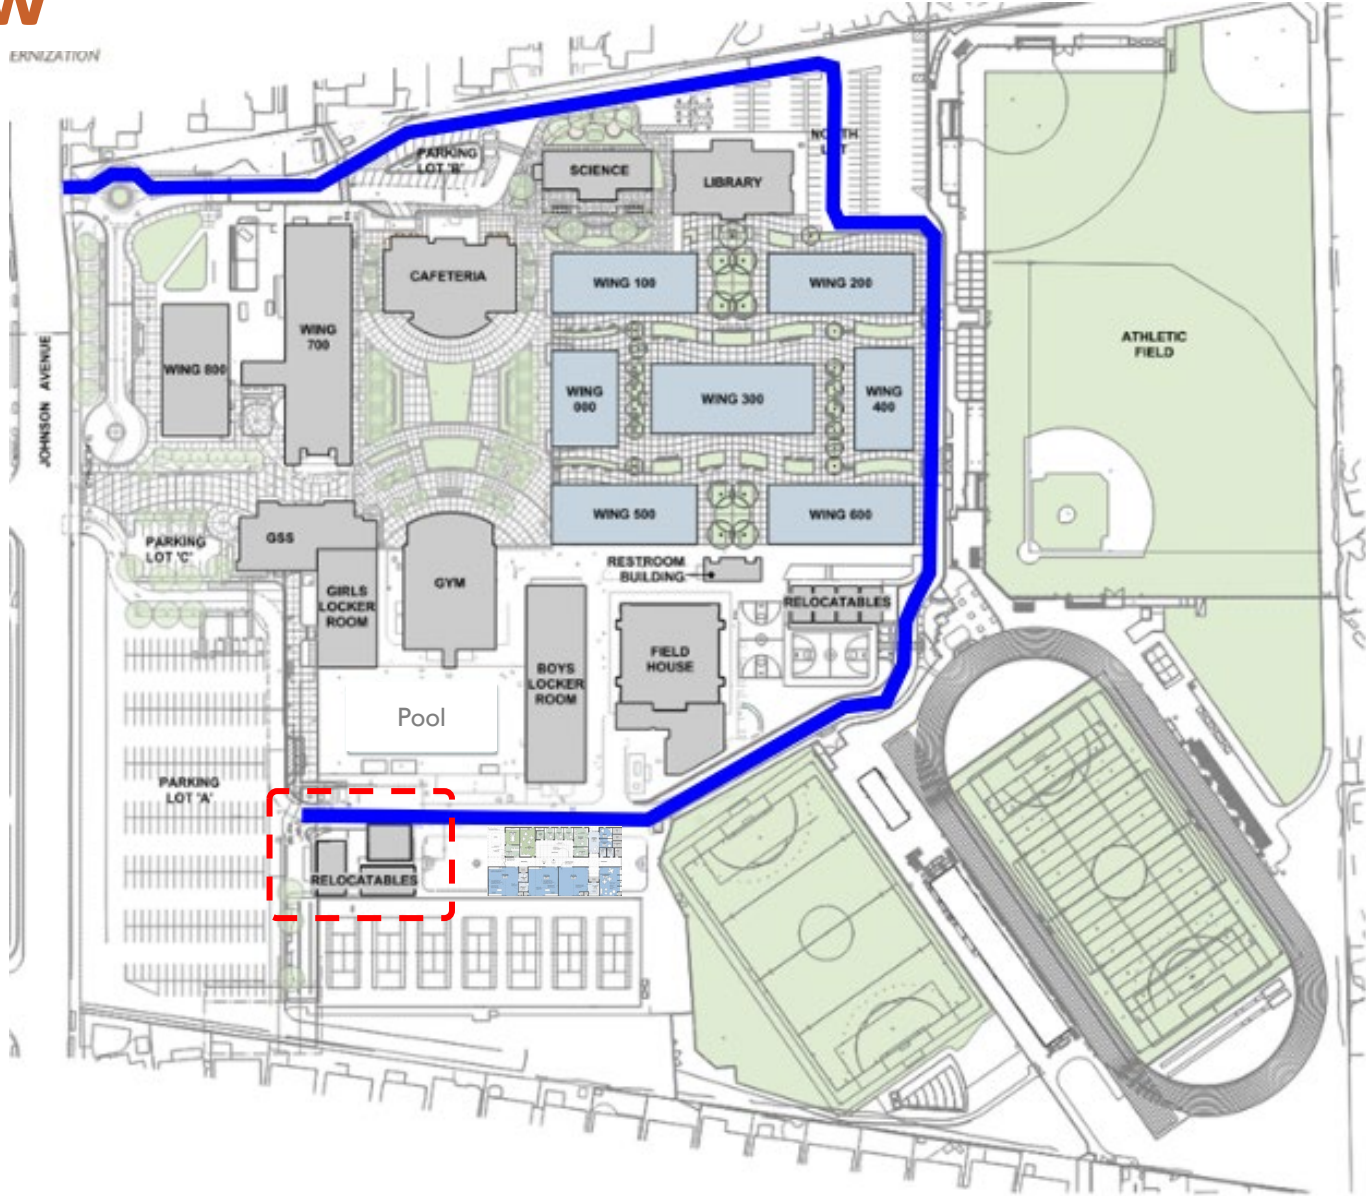 W
ERNIZATION
PARKING
LOT 'B'
NORTH
LOT
SCIENCE
LIBRARY
CAFETERIA
WING 100
WING 200
WING
700
WING 800
WING
000
WING 300
WING
400
ATHLETIC
FIELD
JOHNSON AVENUE
WING 500
WING 600
GSS
PARKING
LOT 'C'
RESTROOM
BUILDING
GYM
GIRLS
LOCKER
ROOM
RELOCATABLES
FIELD
HOUSE
BOYS
LOCKER
ROOM
Pool
PARKING
LOT 'A'
RELOCATABLES